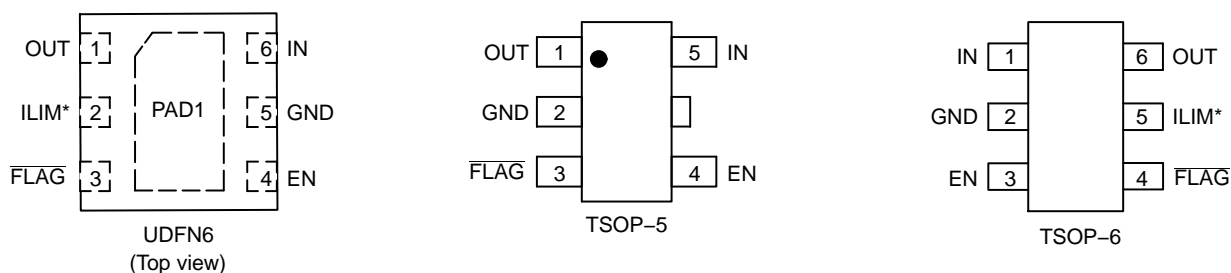 OUT 1 PAD1 6 IN
ILIM* 2 5 GND
FLAG 3 4 EN
UDFN6
(Top view)
OUT 1 5 IN
GND 2
FLAG 3 4 EN
TSOP–5
IN 1 6 OUT
GND 2 5 ILIM*
EN 3 4 FLAG
TSOP–6